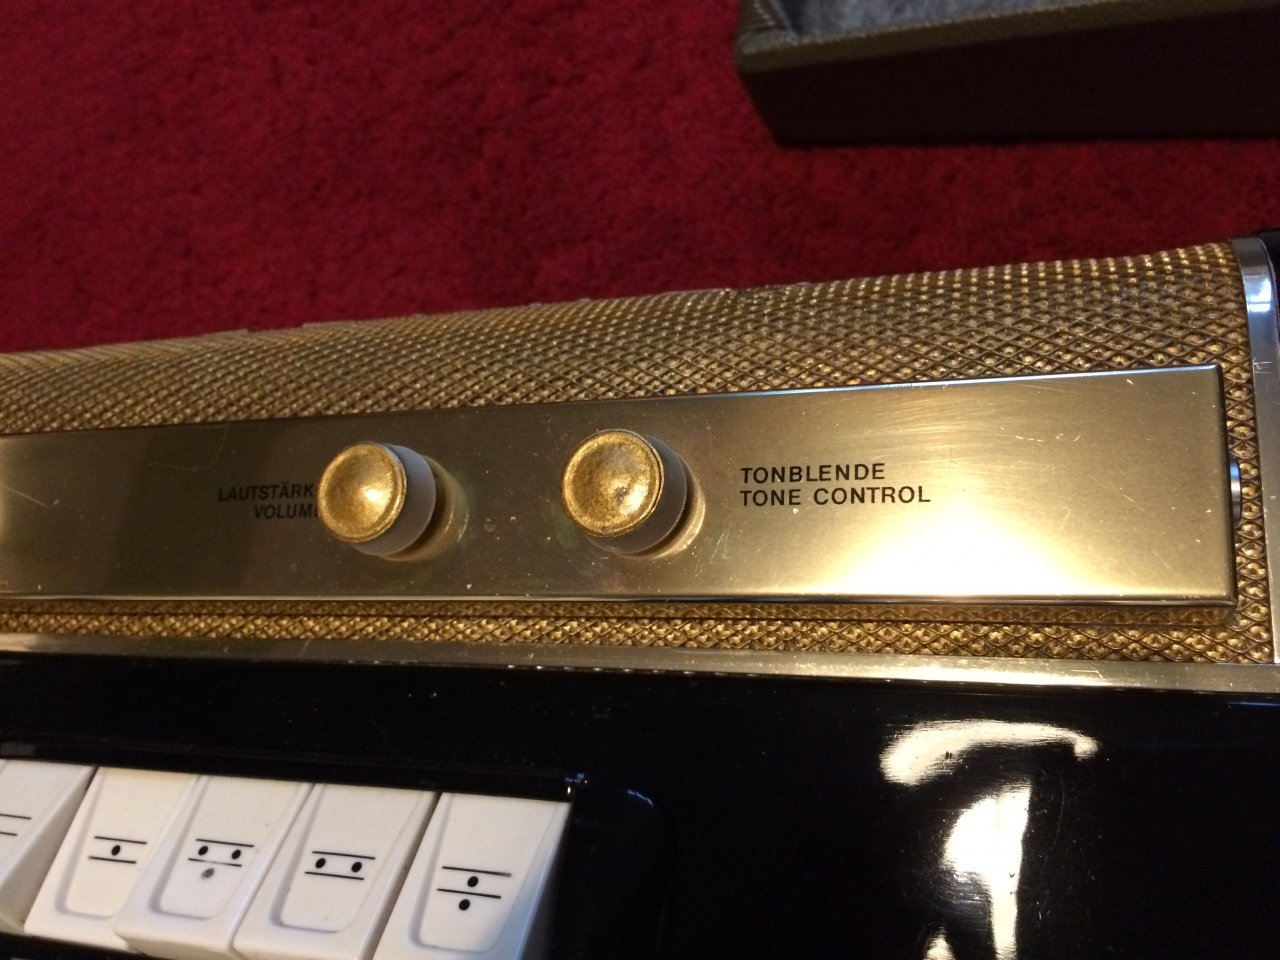 LAUTSTÄRK
VOLUM
TONBLENDE
TONE CONTROL